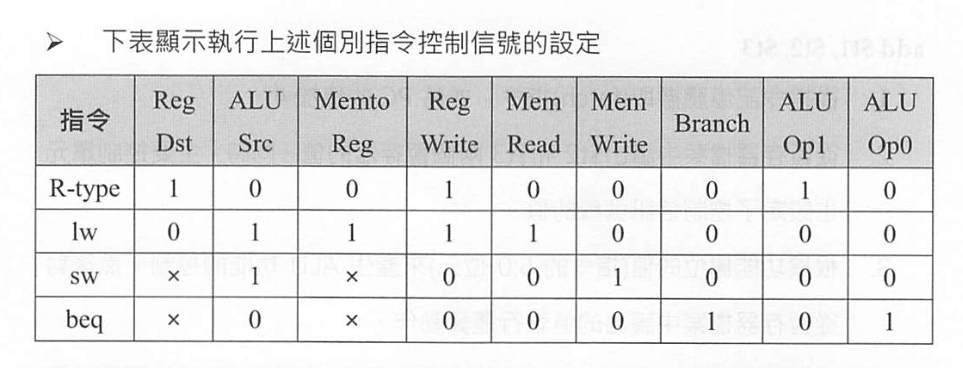 ➢ 下表顯示執行上述個別指令控制信號的設定
指令 Reg Dst ALU Src Memto Reg Reg Write Mem Read Mem Write Branch ALU Op1 ALU Op0
R-type 1 0 0 1 0 0 0 1 0
lw 0 1 1 1 1 0 0 0 0
sw × 1 × 0 0 1 0 0 0
beq × 0 × 0 0 0 1 0 1